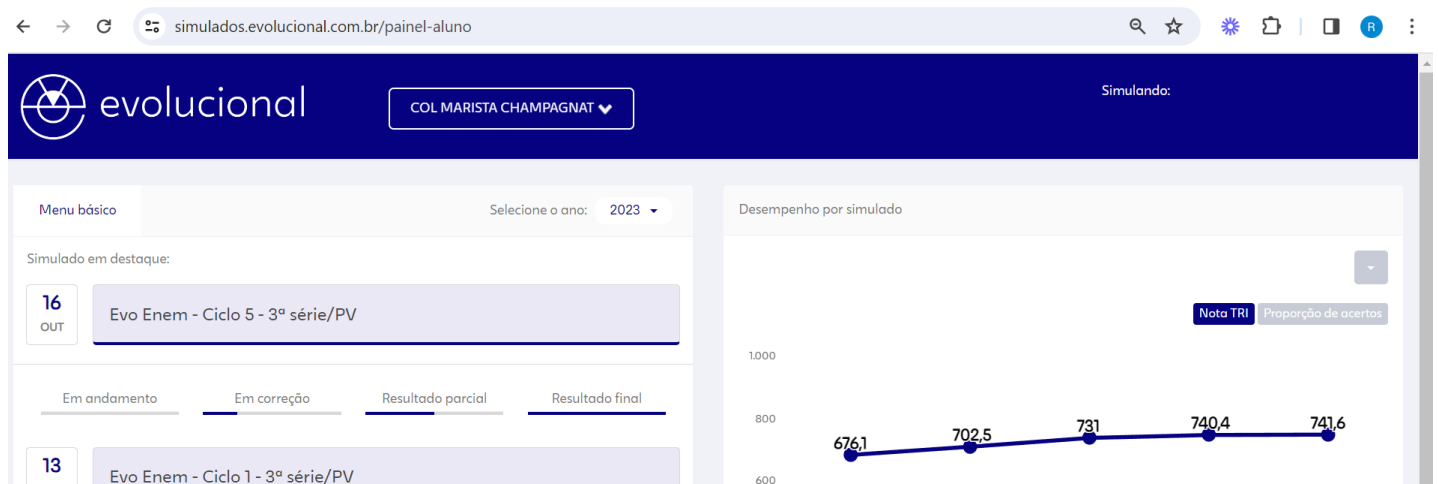 simulados.evolucional.com.br/painel-aluno
R
evolucional
COL MARISTA CHAMPAGNAT
Simulando:
Menu básico
Selecione o ano: 2023
Simulado em destaque:
16
OUT
Evo Enem - Ciclo 5 - 3ª série/PV
Em andamento
Em correção
Resultado parcial
Resultado final
13
Evo Enem - Ciclo 1 - 3ª série/PV
Desempenho por simulado
Nota TRI
Proporção de acertos
1.000
800
600
676,1
702,5
731
740,4
741,6